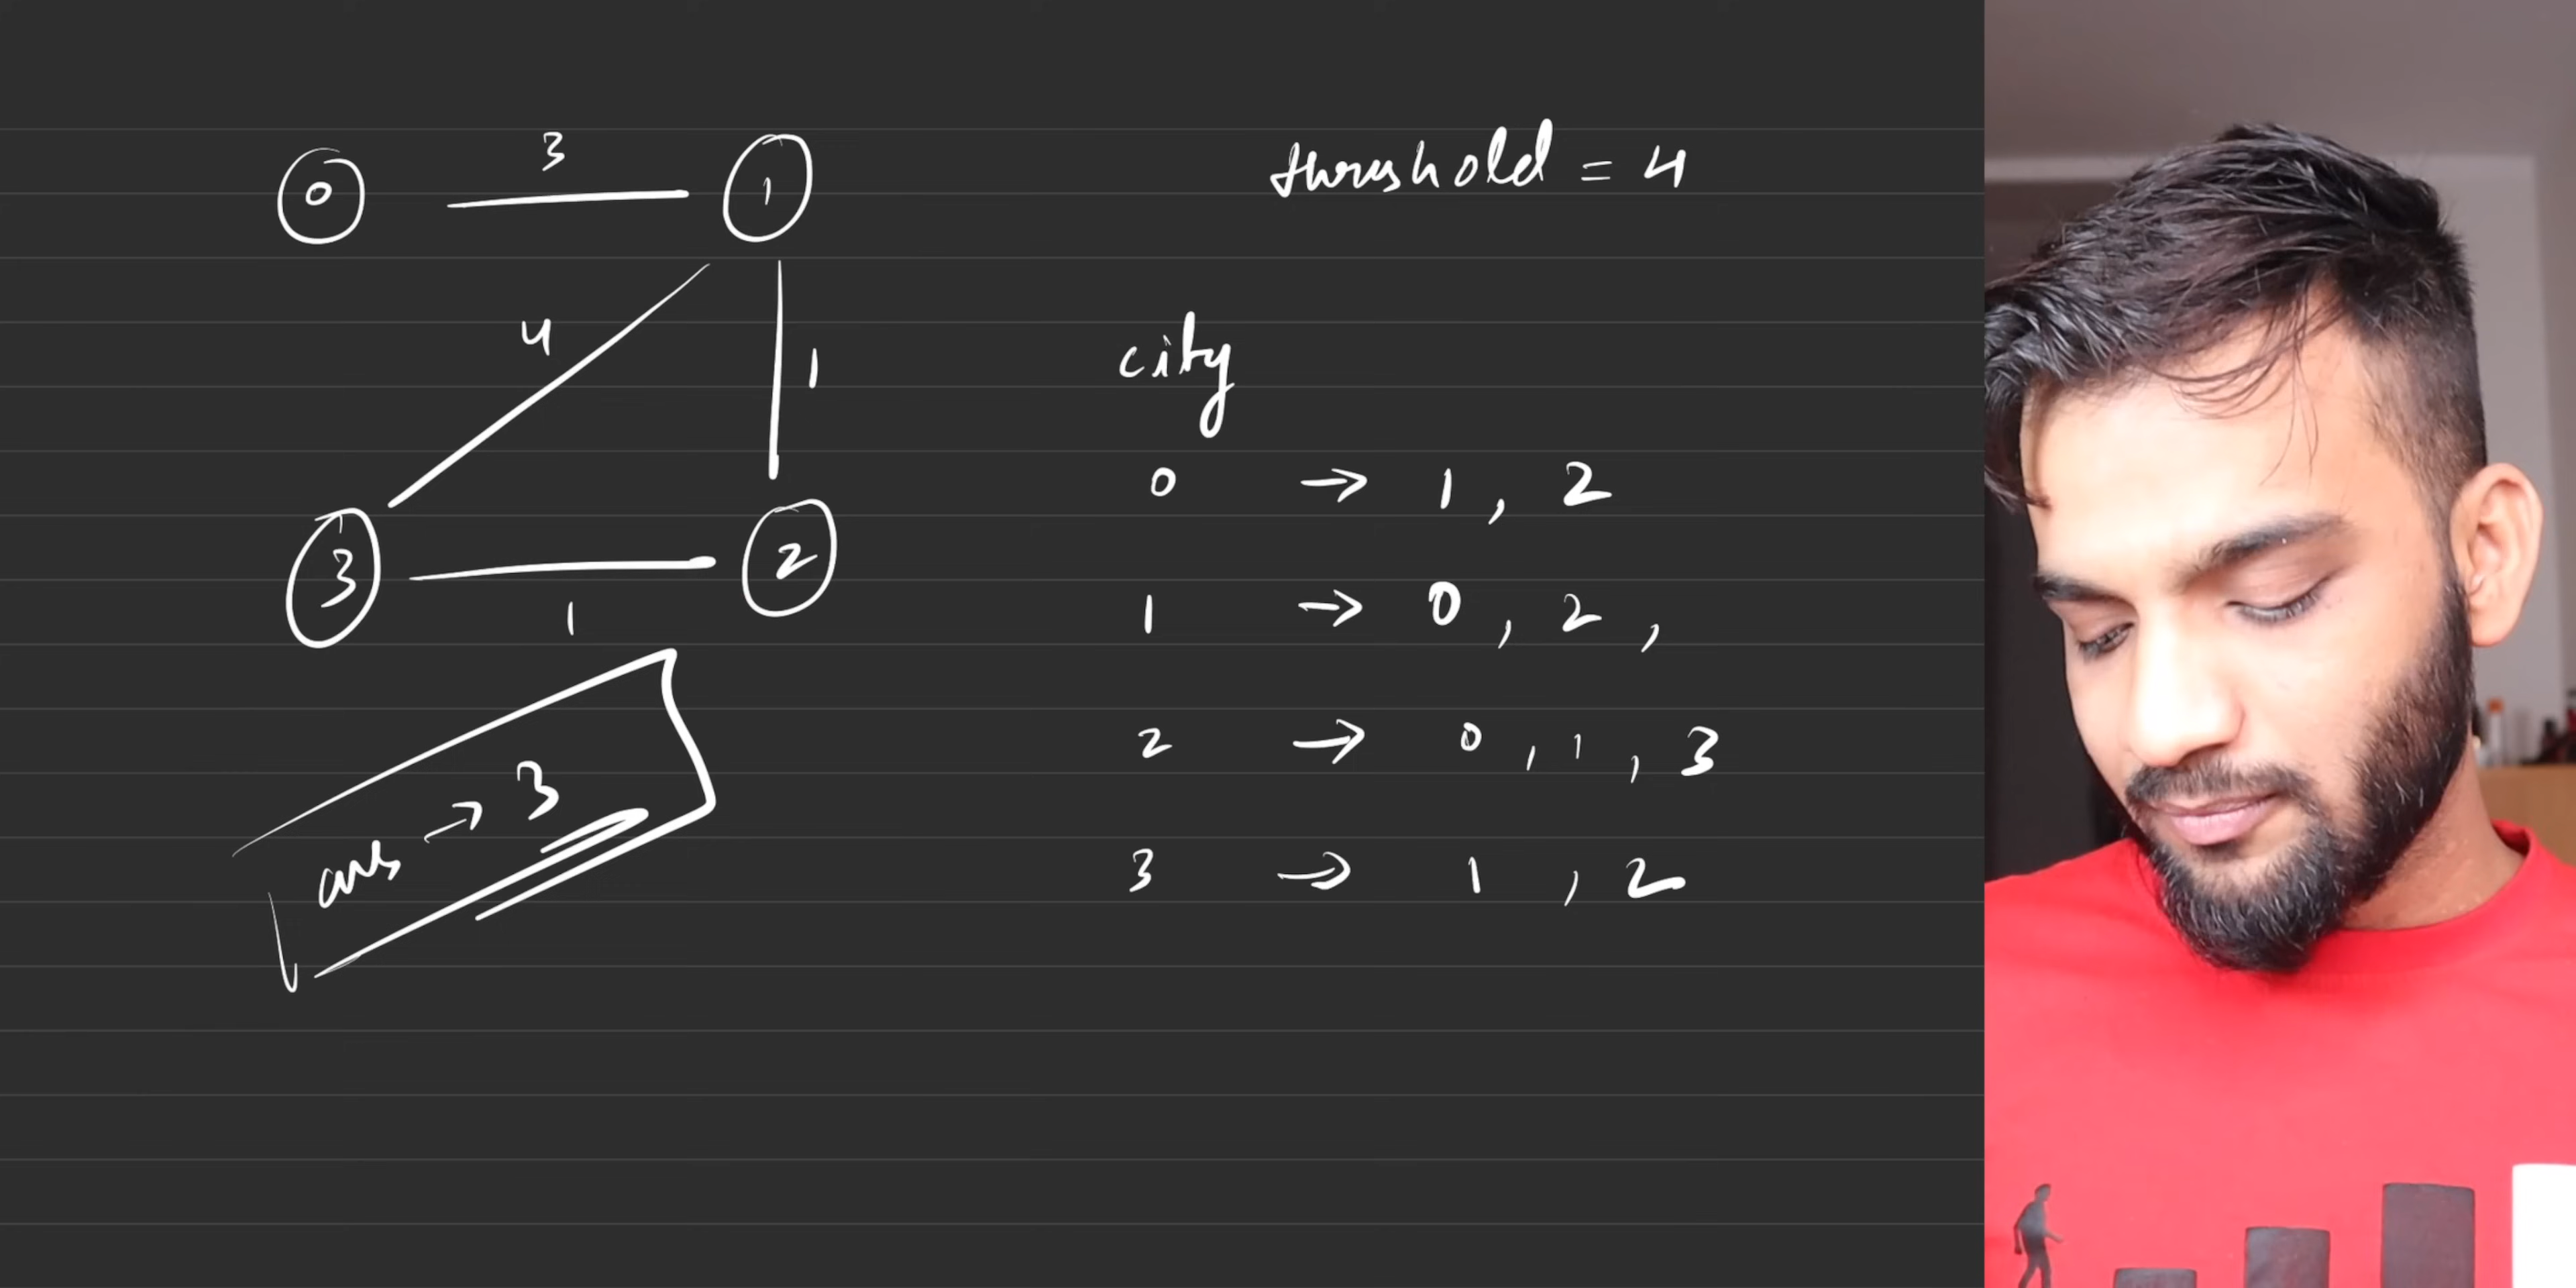 0 3 1
4 1
3 1 2
ans → 3
threshold = 4
city
0 → 1, 2
1 → 0, 2,
2 → 0, 1, 3
3 → 1, 2